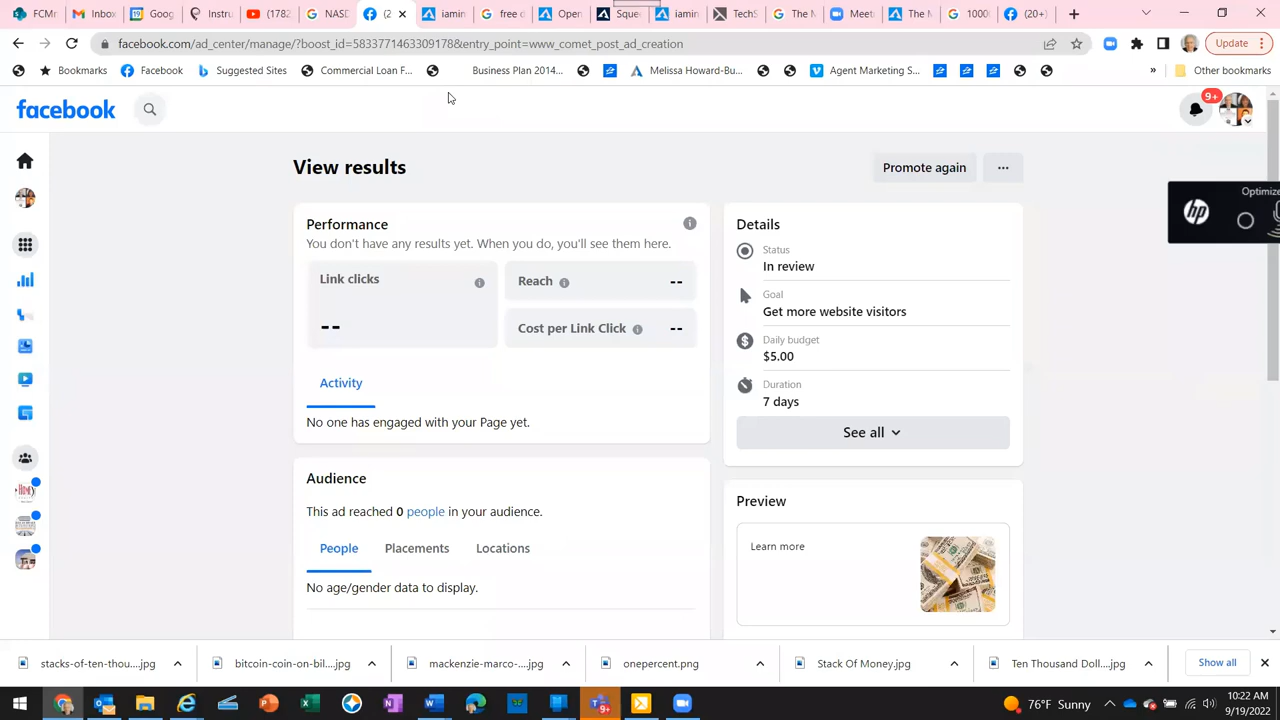 FCMr
Inbox
Goog
Instru
(1782
NASD
(2
iamin
free c
Open
Sque
iamin
TechS
The M
Meeti
The M
1000
(20+)
facebook.com/ad_center/manage/?boost_id=5833771463309178&entry_point=www_comet_post_ad_creation
Update
Bookmarks
Facebook
Suggested Sites
Commercial Loan F...
Business Plan 2014...
Melissa Howard-Bu...
Agent Marketing S...
»
Other bookmarks
facebook
9+
View results
Promote again
...
Performance
You don't have any results yet. When you do, you'll see them here.
Link clicks
--
Reach
--
Cost per Link Click
--
Activity
No one has engaged with your Page yet.
Details
Status
In review
Goal
Get more website visitors
Daily budget
$5.00
Duration
7 days
See all
hp
Optimize
Audience
This ad reached 0 people in your audience.
People Placements Locations
No age/gender data to display.
Preview
Learn more
stacks-of-ten-thou....jpg
bitcoin-coin-on-bil....jpg
mackenzie-marco-....jpg
onepercent.png
Stack Of Money.jpg
Ten Thousand Doll....jpg
Show all
9+
76°F Sunny
10:22 AM
9/19/2022